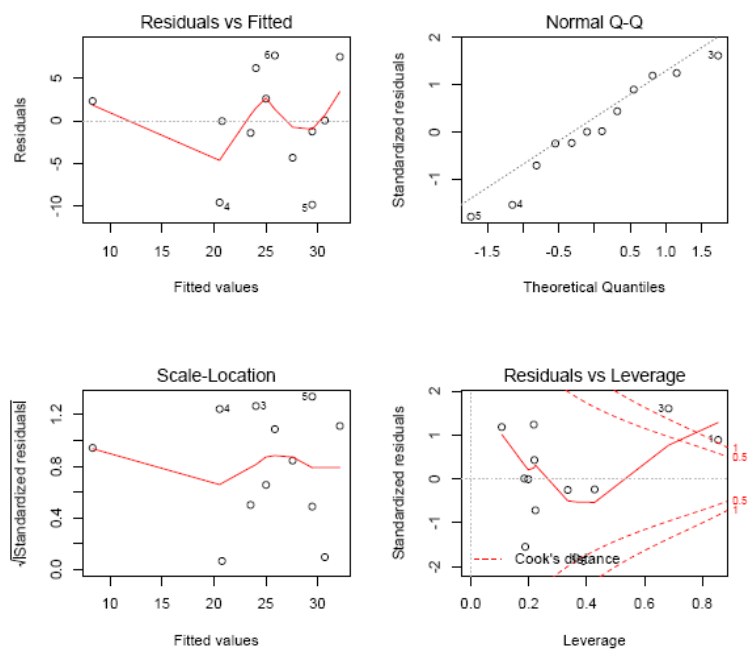 Residuals vs Fitted
Residuals
5
0
-5
-10
6
4
5
10 15 20 25 30
Fitted values
Normal Q-Q
Standardized residuals
2
1
0
-1
3
4
5
-1.5 -0.5 0.5 1.0 1.5
Theoretical Quantiles
Scale-Location
√|Standardized residuals|
1.2
0.8
0.4
0.0
4
3
5
10 15 20 25 30
Fitted values
Residuals vs Leverage
Standardized residuals
2
1
0
-1
-2
3
1
0.5
0.5
1
Cook's distance
0.0 0.2 0.4 0.6 0.8
Leverage